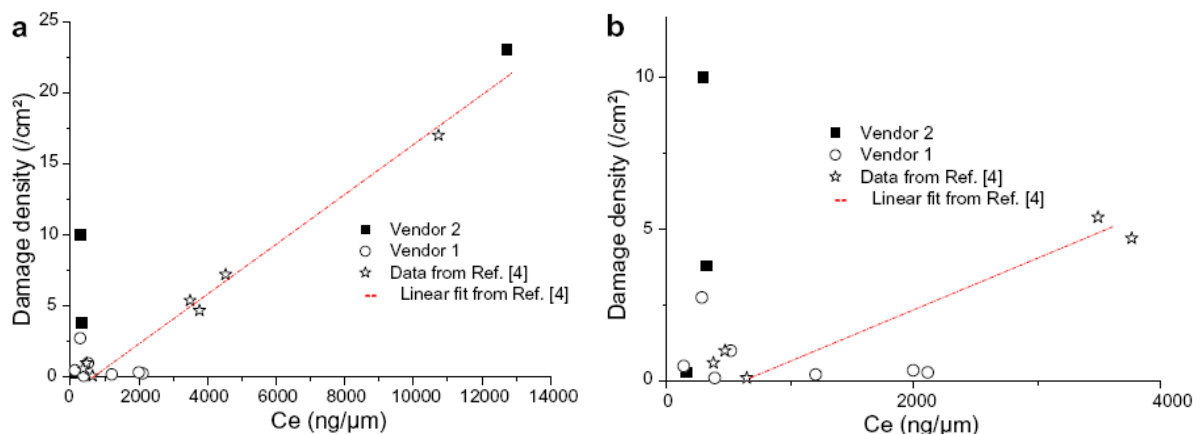 a
25
20
15
10
5
0
Damage density (/cm²)
Vendor 2
Vendor 1
Data from Ref. [4]
Linear fit from Ref. [4]
0 2000 4000 6000 8000 10000 12000 14000
Ce (ng/µm)
b
10
5
0
Damage density (/cm²)
Vendor 2
Vendor 1
Data from Ref. [4]
Linear fit from Ref. [4]
0 2000 4000
Ce (ng/µm)